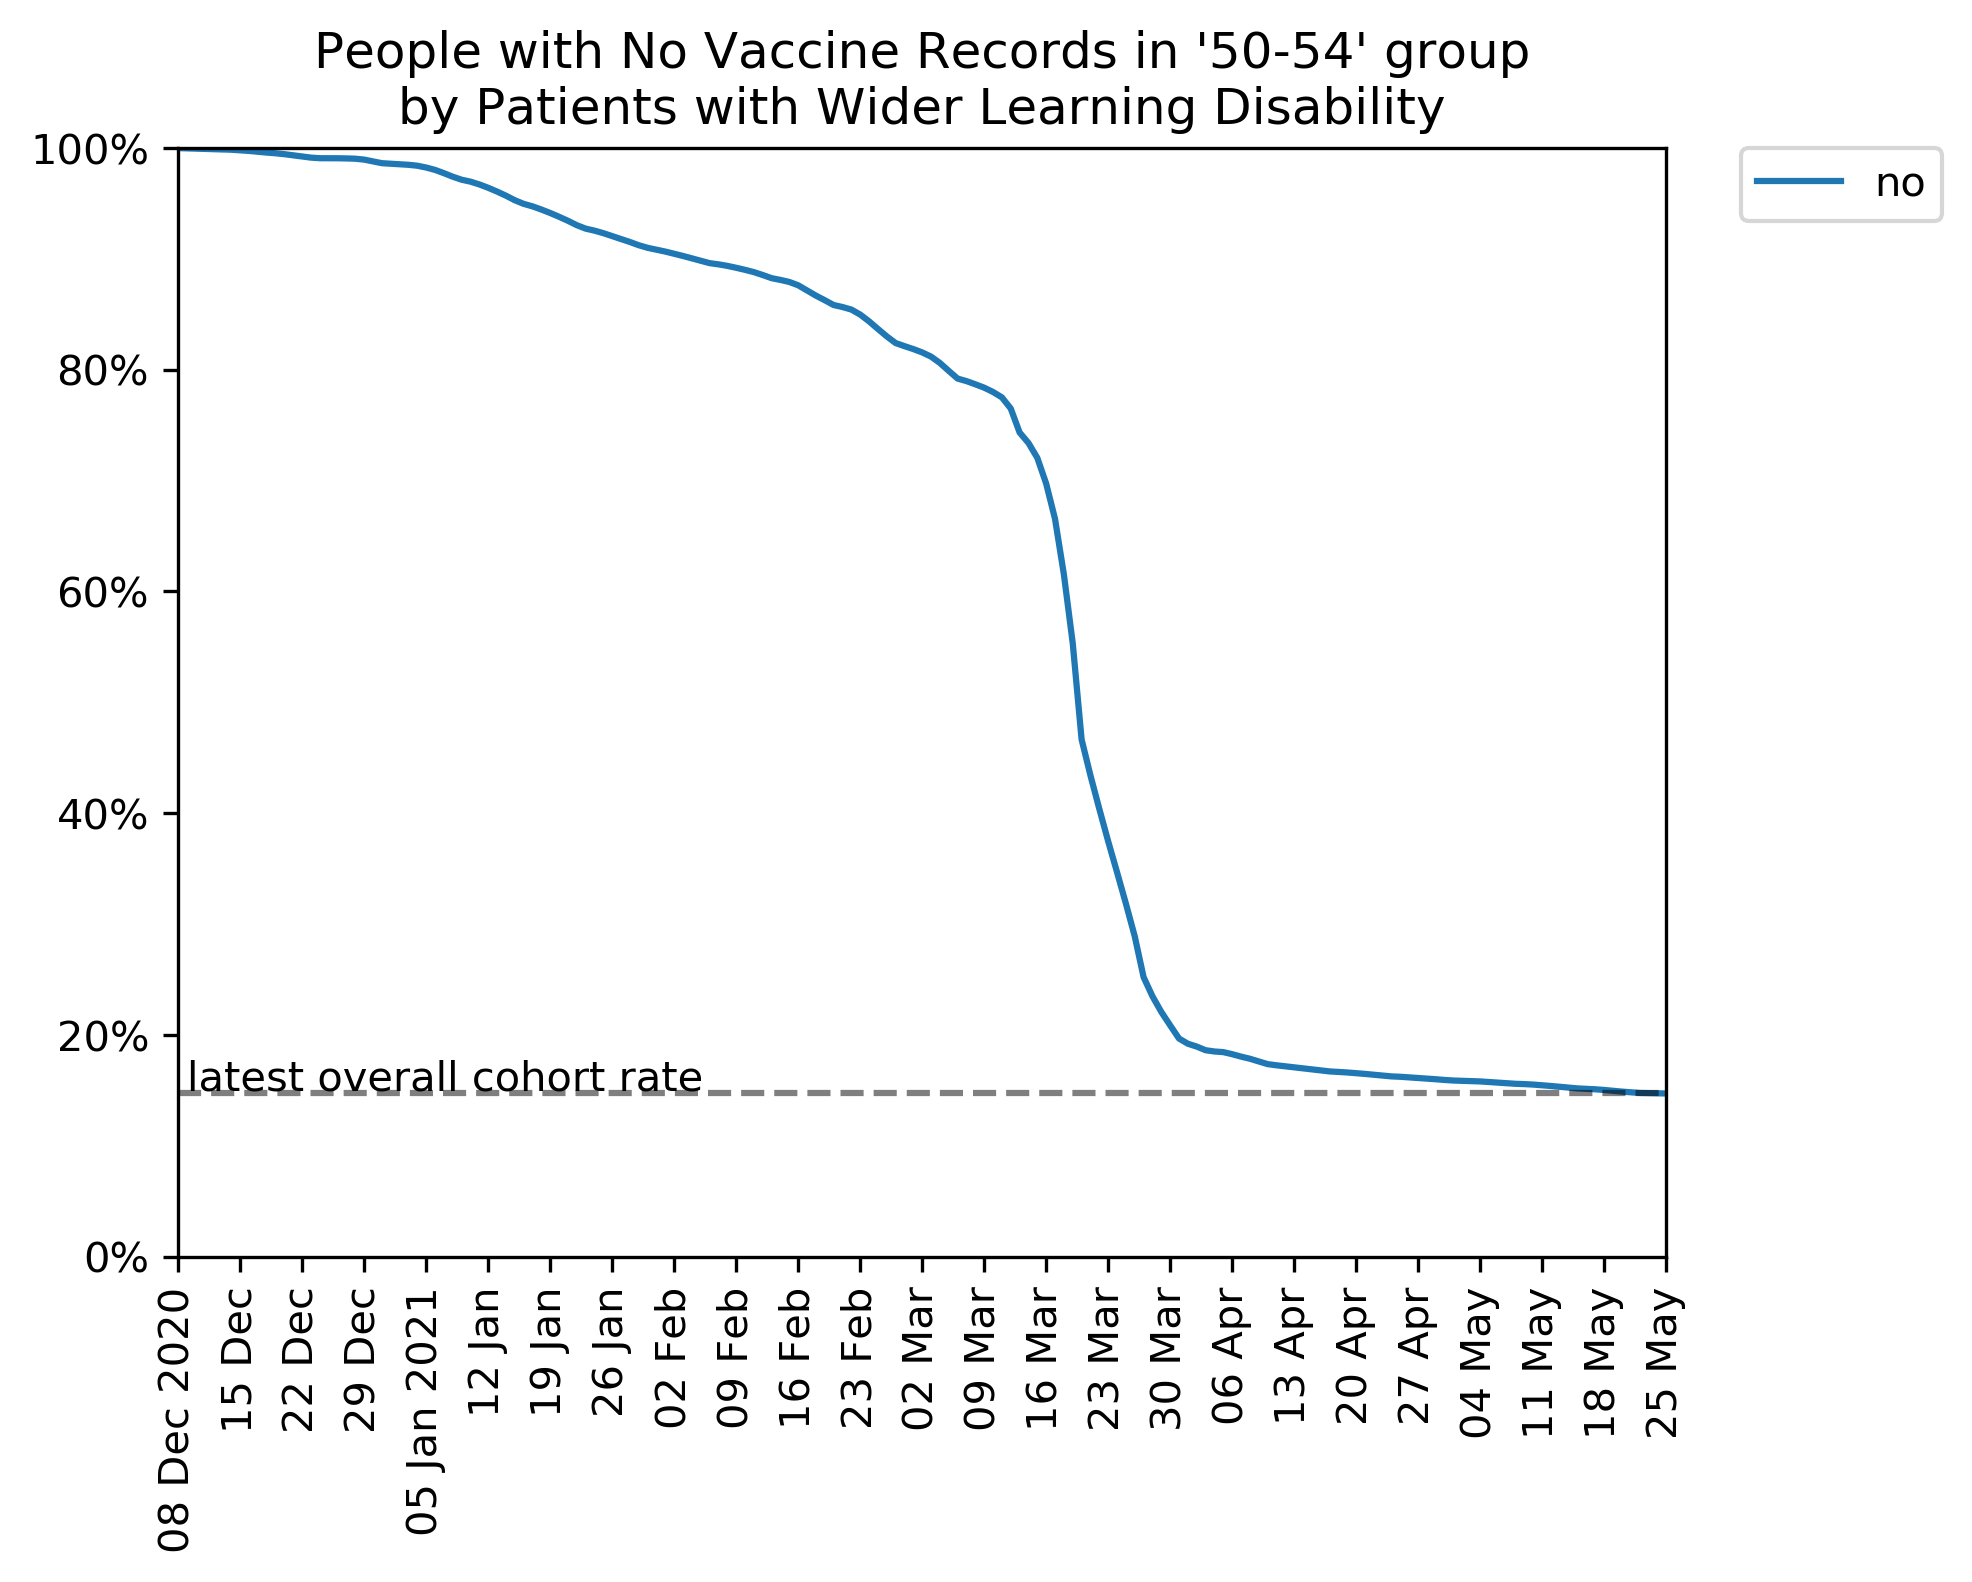 People with No Vaccine Records in '50-54' group
by Patients with Wider Learning Disability
100%
80%
60%
40%
20%
0%
latest overall cohort rate
no
08 Dec 2020
15 Dec
22 Dec
29 Dec
05 Jan 2021
12 Jan
19 Jan
26 Jan
02 Feb
09 Feb
16 Feb
23 Feb
02 Mar
09 Mar
16 Mar
23 Mar
30 Mar
06 Apr
13 Apr
20 Apr
27 Apr
04 May
11 May
18 May
25 May